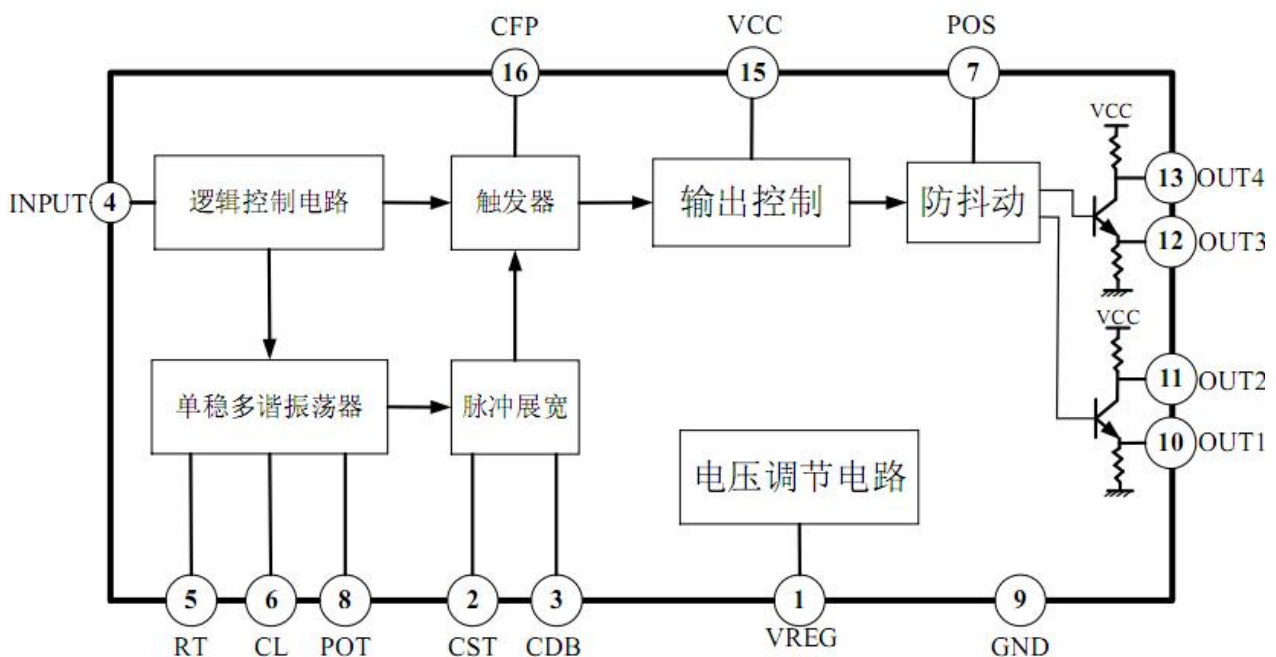 CFP
VCC
POS
16
15
7
VCC
INPUT
4
逻辑控制电路
触发器
输出控制
防抖动
13
OUT4
12
OUT3
VCC
单稳多谐振荡器
脉冲展宽
11
OUT2
10
OUT1
电压调节电路
5
6
8
2
3
1
9
RT
CL
POT
CST
CDB
VREG
GND